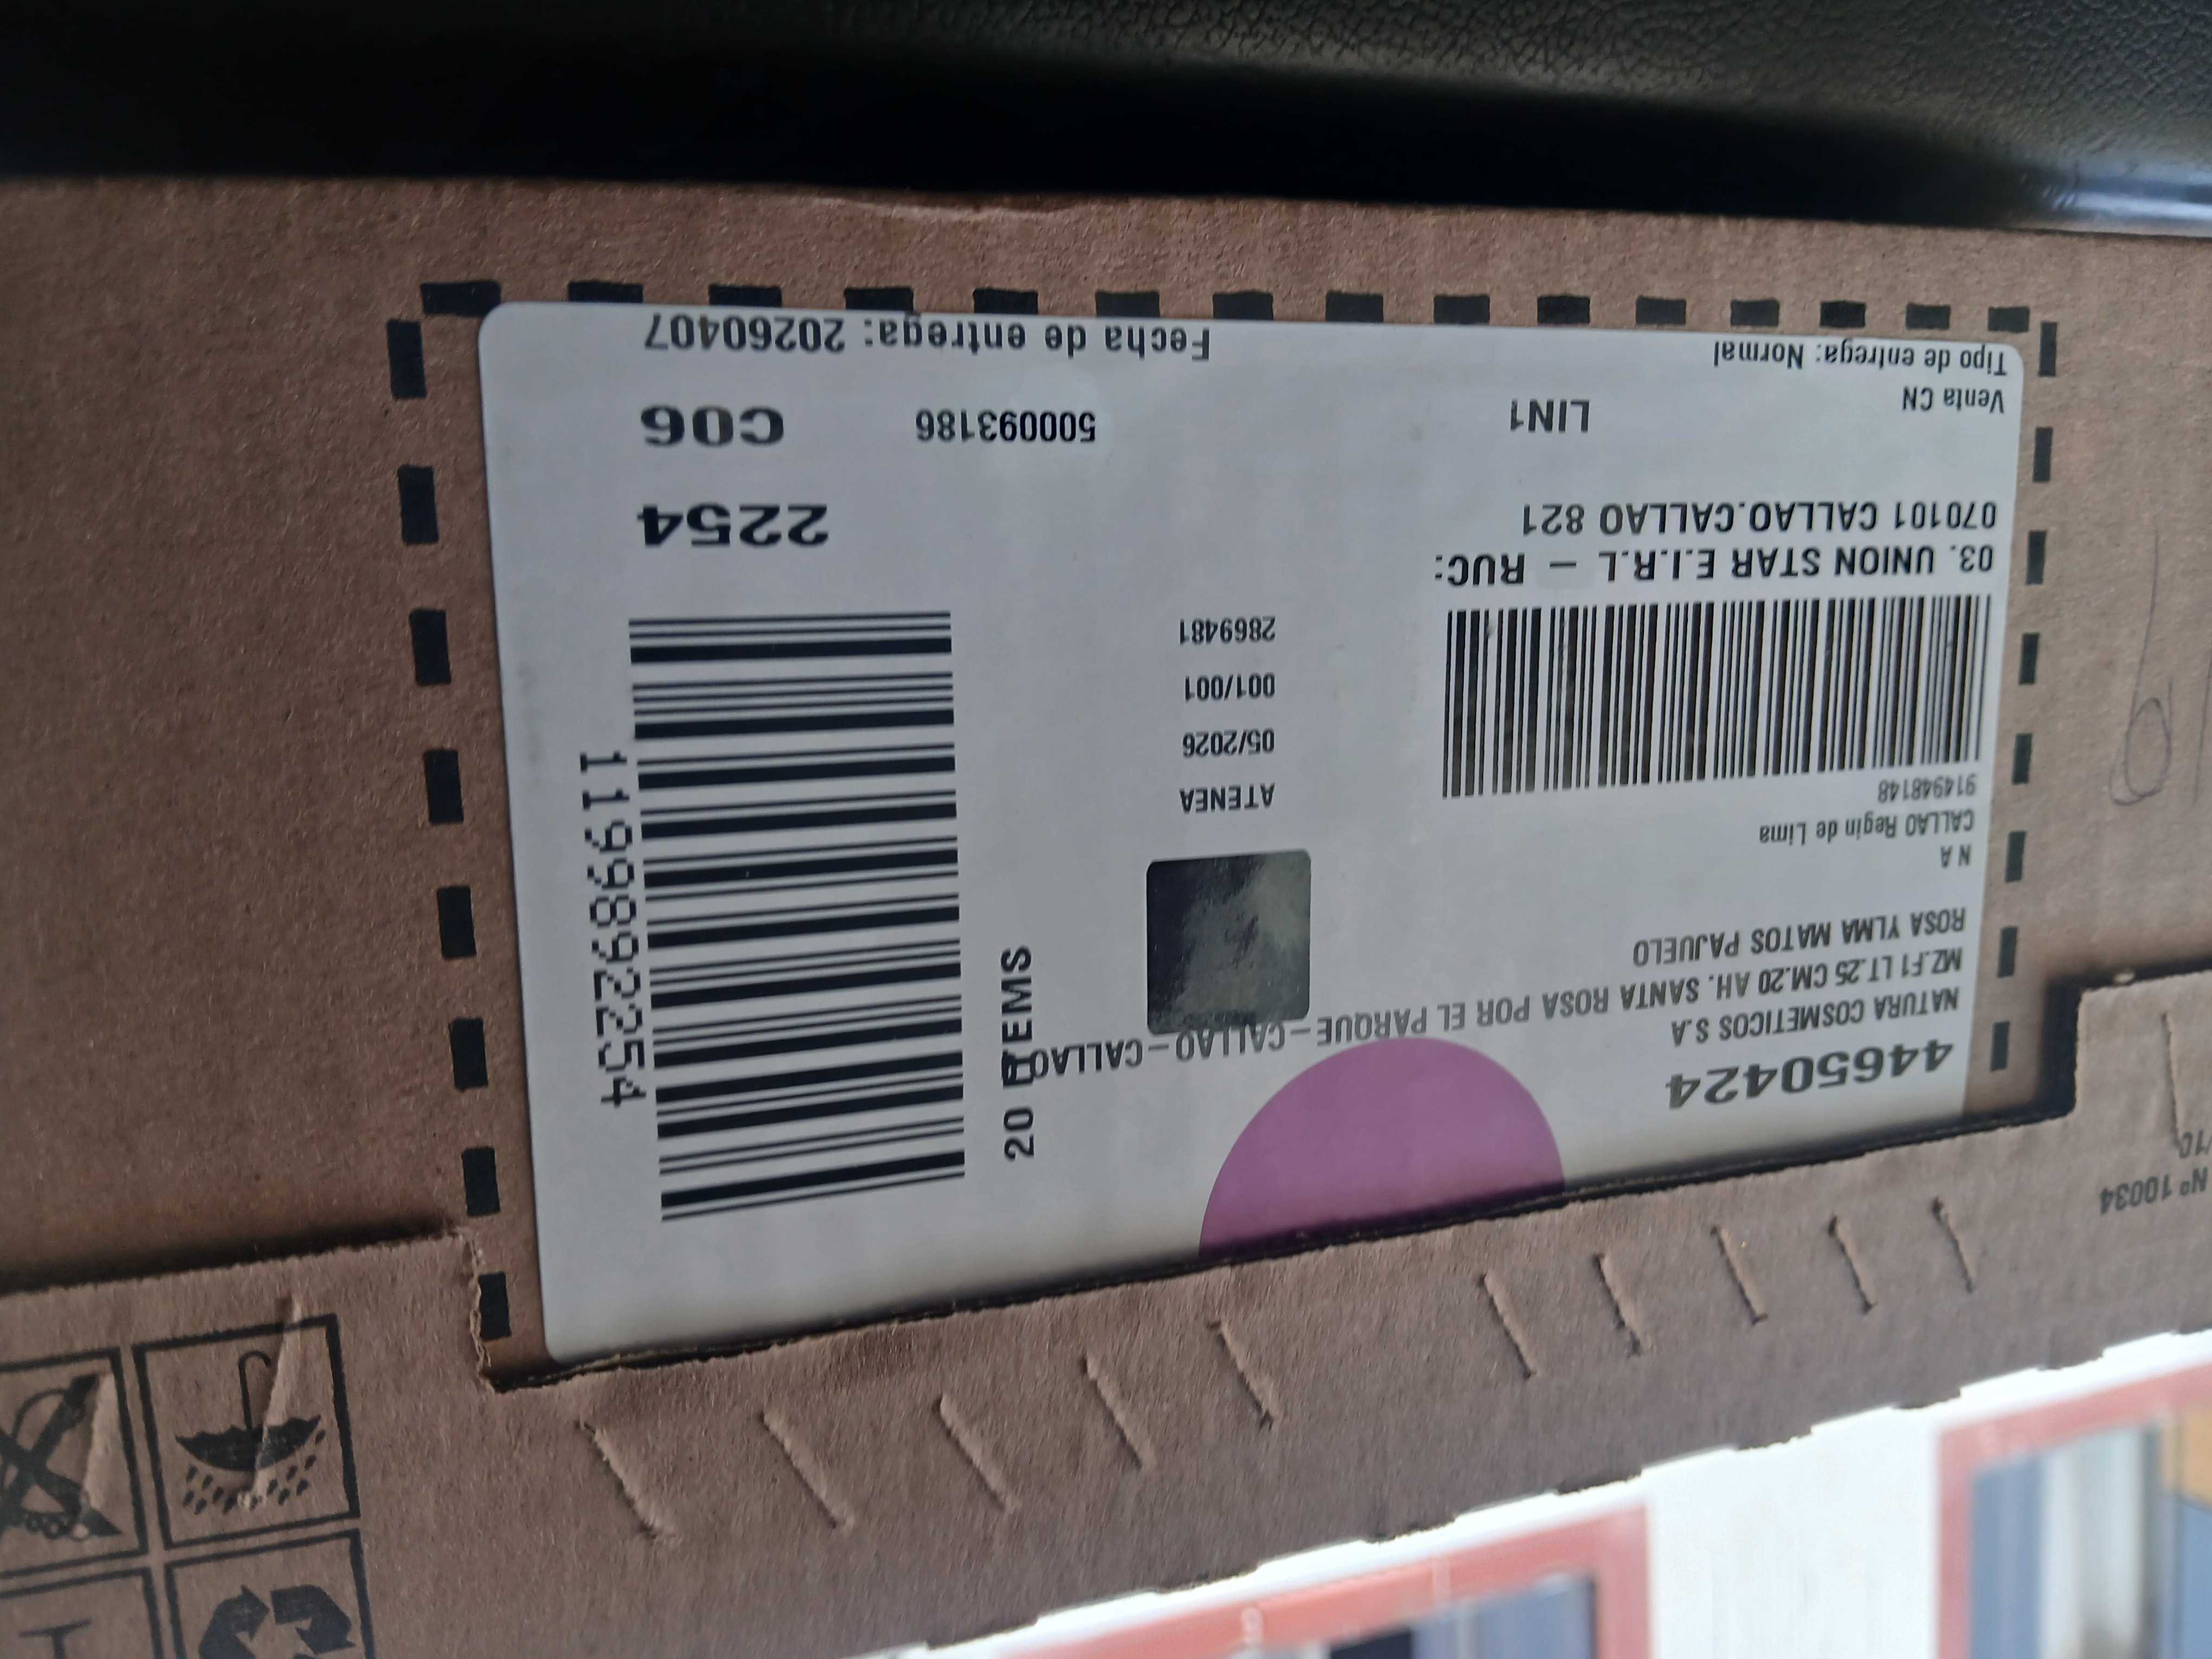 44650424
NATURA COSMETICOS S.A
MZ.F1 LT.25 CM.20 AH. SANTA ROSA POR EL PARQUE-CALLAO-CALLAO-CALLAO
ROSA YLMA MATOS PAJUELO
N A
CALLAO Regin de Lima
914948148
ATENEA
05/2026
001/001
2869481
20 ITEMS
1199892254
03. UNION STAR E.I.R.L - RUC:
070101 CALLAO.CALLAO 821
2254
Venta CN
LIN1
500093186
C06
Tipo de entrega: Normal
Fecha de entrega: 20260407
Nº 10034